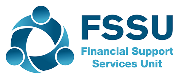 FSSU
Financial Support
Services Unit